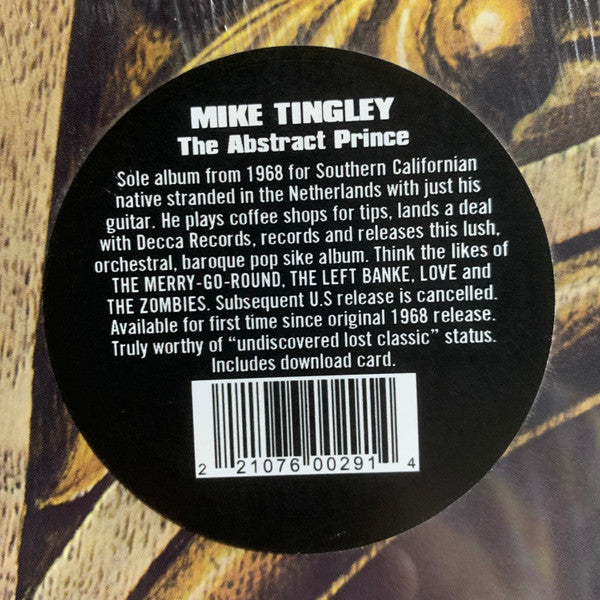 MIKE TINGLEY
The Abstract Prince
Sole album from 1968 for Southern Californian
native stranded in the Netherlands with just his
guitar. He plays coffee shops for tips, lands a deal
with Decca Records, records and releases this lush,
orchestral, baroque pop sike album. Think the likes of
THE MERRY-GO-ROUND, THE LEFT BANKE, LOVE and
THE ZOMBIES. Subsequent U.S release is cancelled.
Available for first time since original 1968 release.
Truly worthy of “undiscovered lost classic” status.
Includes download card.
2 21076 00291 4